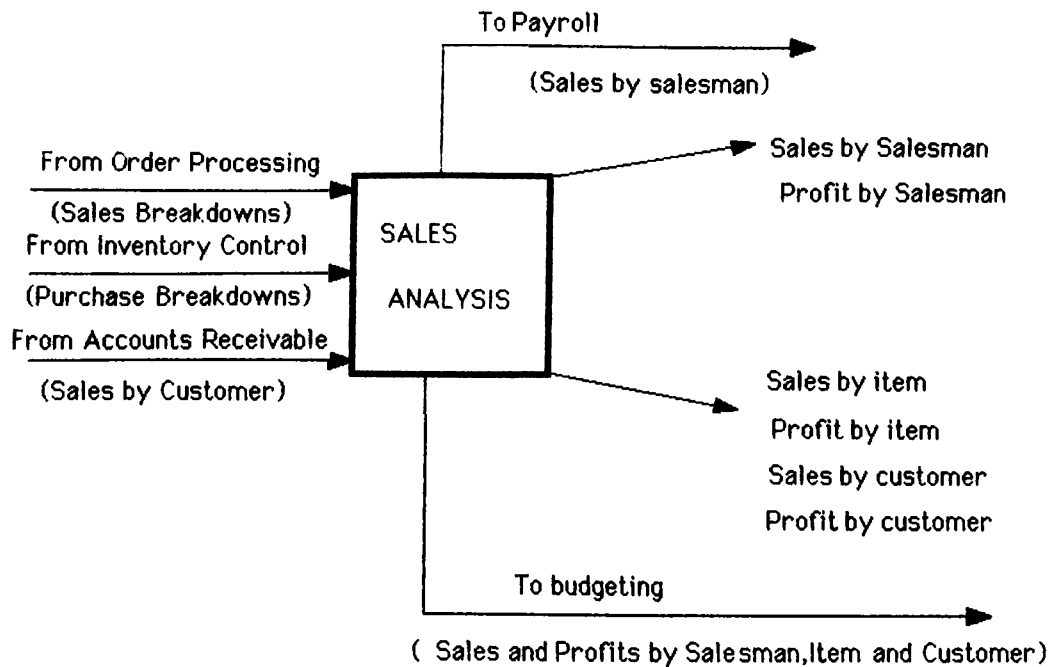 To Payroll
(Sales by salesman)
From Order Processing
(Sales Breakdowns)
From Inventory Control
(Purchase Breakdowns)
From Accounts Receivable
(Sales by Customer)
SALES
ANALYSIS
Sales by Salesman
Profit by Salesman
Sales by item
Profit by item
Sales by customer
Profit by customer
To budgeting
( Sales and Profits by Salesman,Item and Customer)